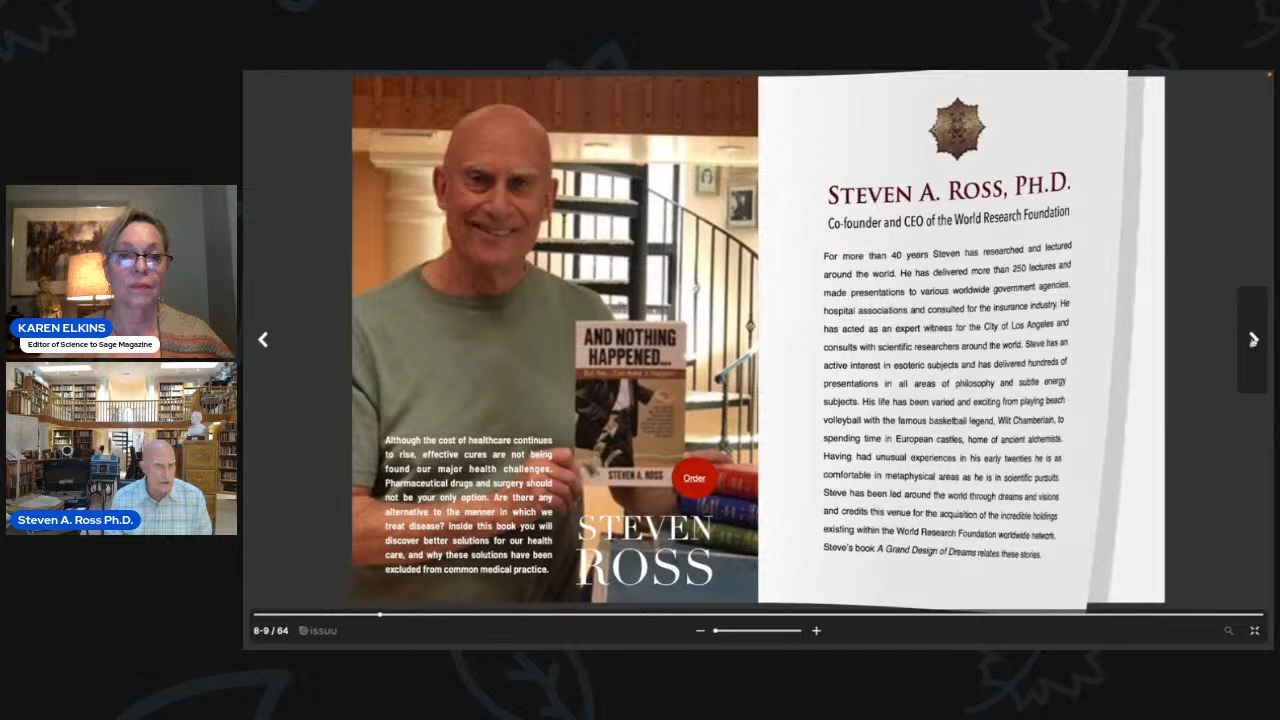 KAREN ELKINS
Editor of Science to Sage Magazine
Steven A. Ross Ph.D.
AND NOTHING
HAPPENED...
But You...Can Make it Happen!
STEVEN A. ROSS
Order
Although the cost of healthcare continues
to rise, effective cures are not being
found our major health challenges.
Pharmaceutical drugs and surgery should
not be your only option. Are there any
alternative to the manner in which we
treat disease? Inside this book you will
discover better solutions for our health
care, and why these solutions have been
excluded from common medical practice.
STEVEN
ROSS
STEVEN A. ROSS, PH.D.
Co-founder and CEO of the World Research Foundation
For more than 40 years Steven has researched and lectured
around the world. He has delivered more than 250 lectures and
made presentations to various worldwide government agencies,
hospital associations and consulted for the insurance industry. He
has acted as an expert witness for the City of Los Angeles and
consults with scientific researchers around the world. Steve has an
active interest in esoteric subjects and has delivered hundreds of
presentations in all areas of philosophy and subtle energy
subjects. His life has been varied and exciting from playing beach
volleyball with the famous basketball legend, Wilt Chamberlain, to
spending time in European castles, home of ancient alchemists.
Having had unusual experiences in his early twenties he is as
comfortable in metaphysical areas as he is in scientific pursuits.
Steve has been led around the world through dreams and visions
and credits this venue for the acquisition of the incredible holdings
existing within the World Research Foundation worldwide network.
Steve's book A Grand Design of Dreams relates these stories.
8-9 / 64
issuu